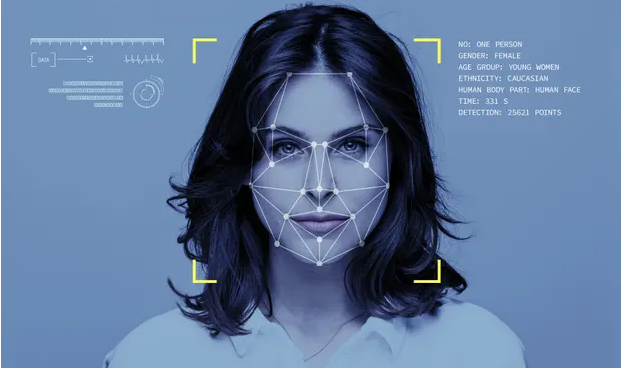 DATA
NO: ONE PERSON
GENDER: FEMALE
AGE GROUP: YOUNG WOMEN
ETHNICITY: CAUCASIAN
HUMAN BODY PART: HUMAN FACE
TIME: 331 S
DETECTION: 25621 POINTS